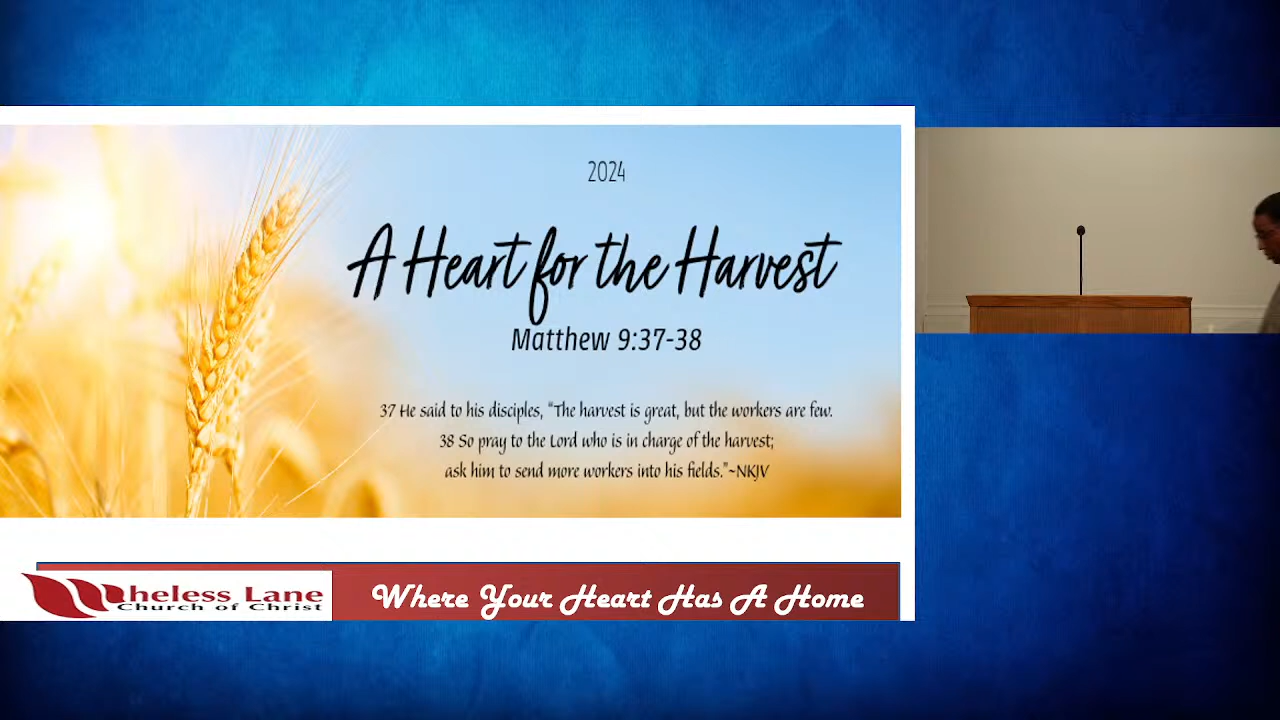 2024
A Heart for the Harvest
Matthew 9:37-38
37 He said to his disciples, “The harvest is great, but the workers are few.
38 So pray to the Lord who is in charge of the harvest;
ask him to send more workers into his fields.”~NKJV
Wheless Lane
Church of Christ
Where Your Heart Has A Home